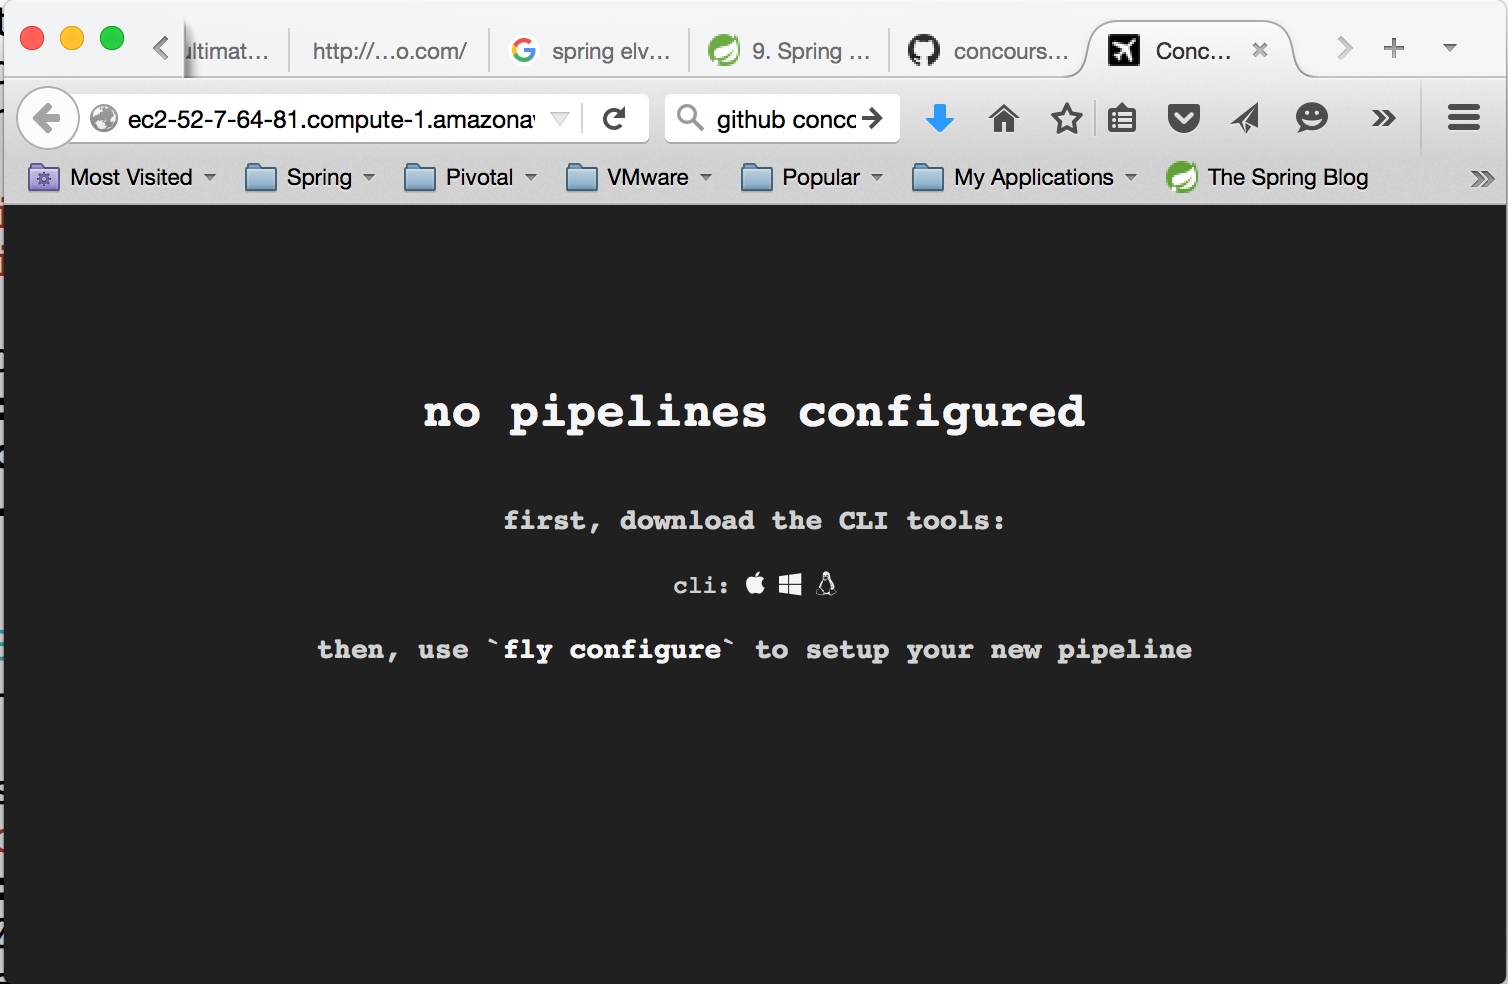 ultimat...
http://...o.com/
spring elv...
9. Spring ...
concours...
Conc...
ec2-52-7-64-81.compute-1.amazonav
github concc
Most Visited
Spring
Pivotal
VMware
Popular
My Applications
The Spring Blog
no pipelines configured
first, download the CLI tools:
cli:
then, use `fly configure` to setup your new pipeline